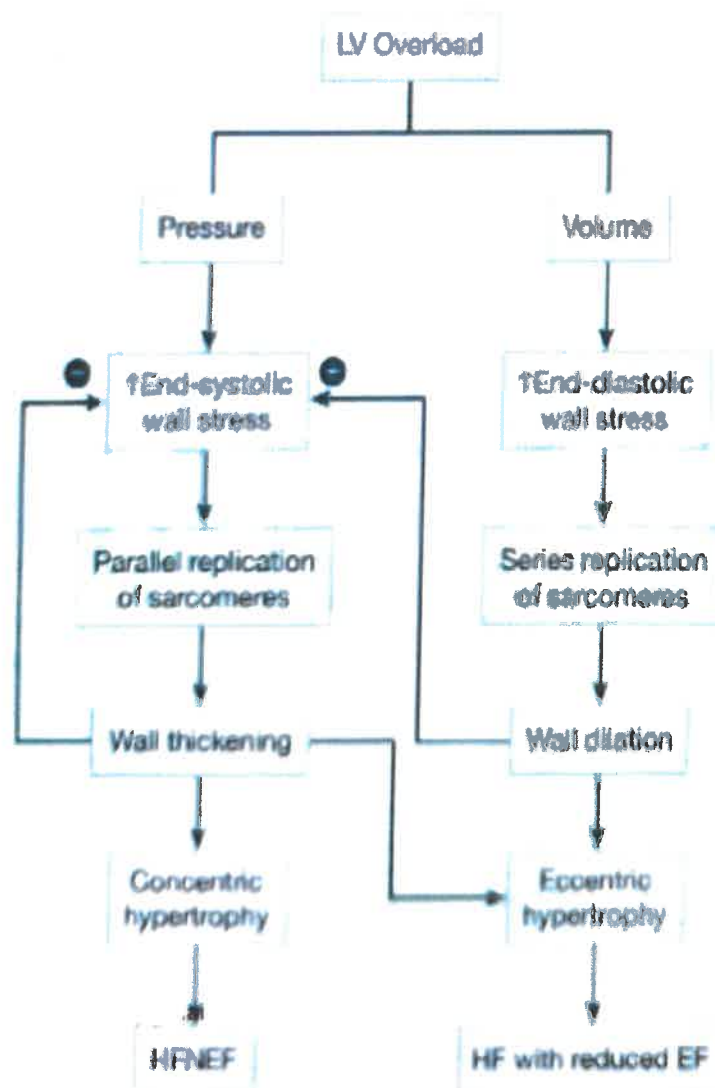 LV Overload
Pressure
Volume
↑End-systolic
wall stress
↑End-diastolic
wall stress
Parallel replication
of sarcomeres
Series replication
of sarcomeres
Wall thickening
Wall dilation
Concentric
hypertrophy
Eccentric
hypertrophy
HFNEF
HF with reduced EF